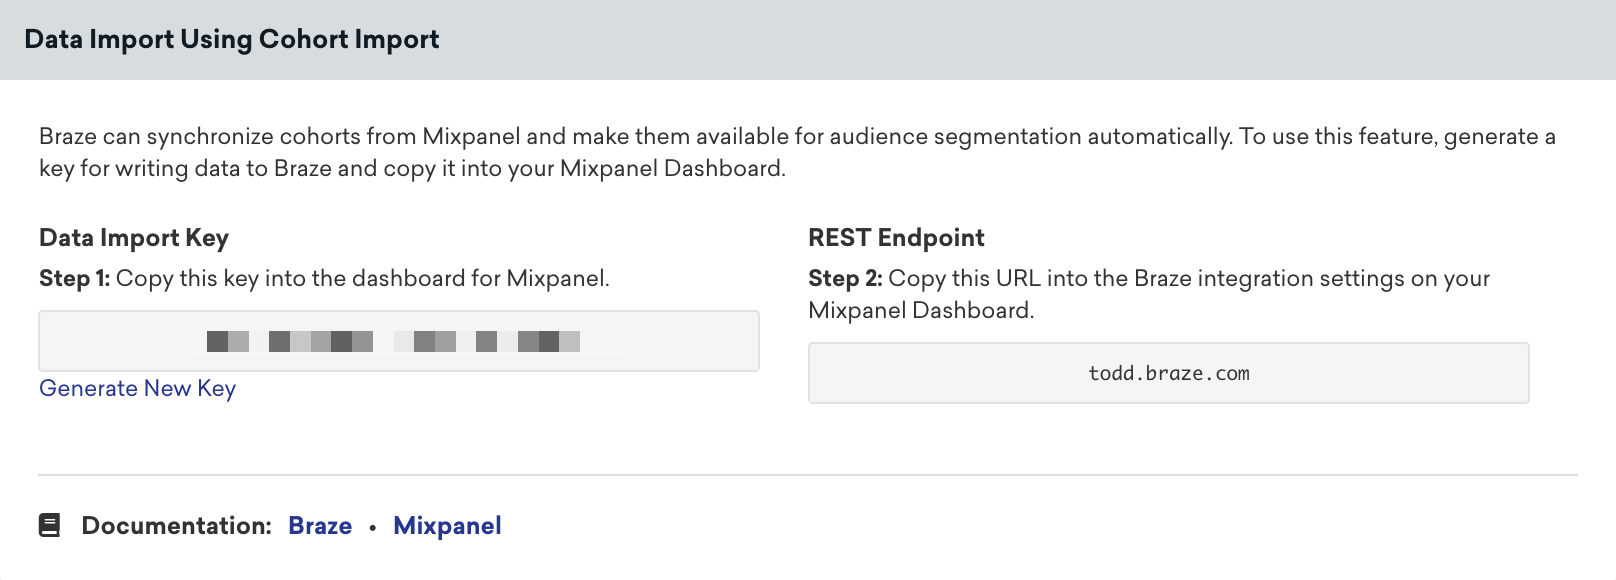 Data Import Using Cohort Import
Braze can synchronize cohorts from Mixpanel and make them available for audience segmentation automatically. To use this feature, generate a
key for writing data to Braze and copy it into your Mixpanel Dashboard.
Data Import Key
Step 1: Copy this key into the dashboard for Mixpanel.
Generate New Key
REST Endpoint
Step 2: Copy this URL into the Braze integration settings on your
Mixpanel Dashboard.
todd.braze.com
Documentation: Braze • Mixpanel